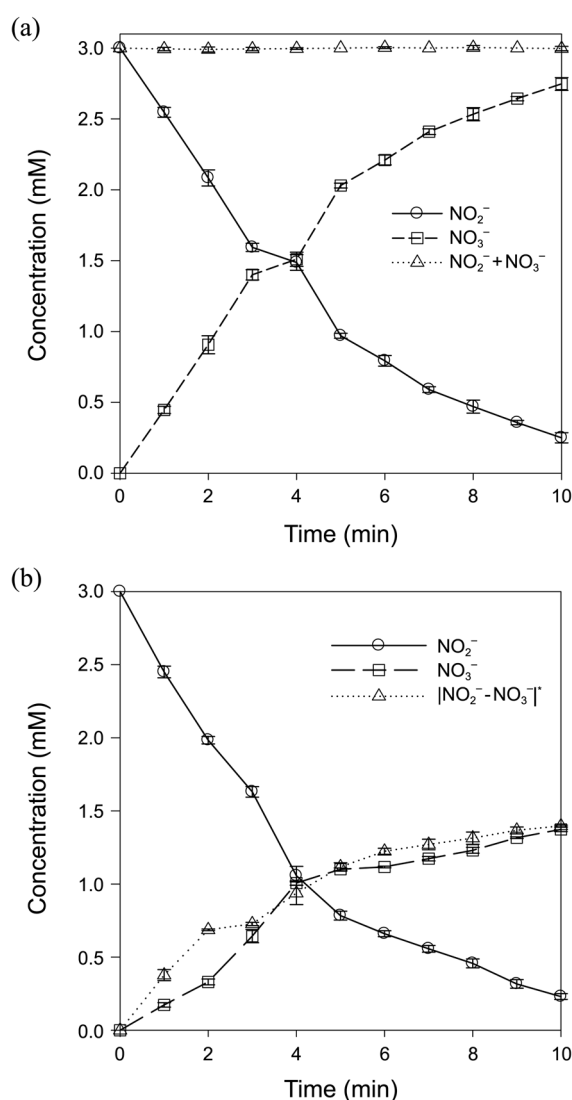 (a)
3.0
2.5
2.0
1.5
1.0
0.5
0.0
Concentration (mM)
NO₂⁻
NO₃⁻
NO₂⁻+NO₃⁻
0 2 4 6 8 10
Time (min)
(b)
3.0
2.5
2.0
1.5
1.0
0.5
0.0
Concentration (mM)
NO₂⁻
NO₃⁻
|NO₂⁻-NO₃⁻|*
0 2 4 6 8 10
Time (min)